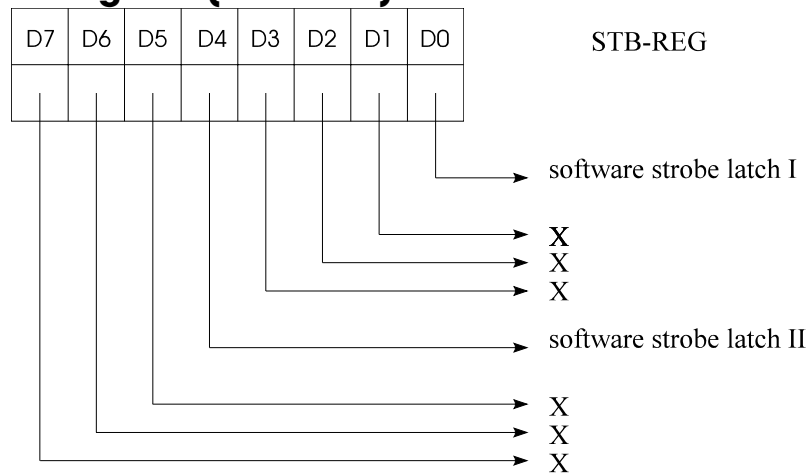 D7 D6 D5 D4 D3 D2 D1 D0 STB-REG
software strobe latch I
X
X
X
software strobe latch II
X
X
X